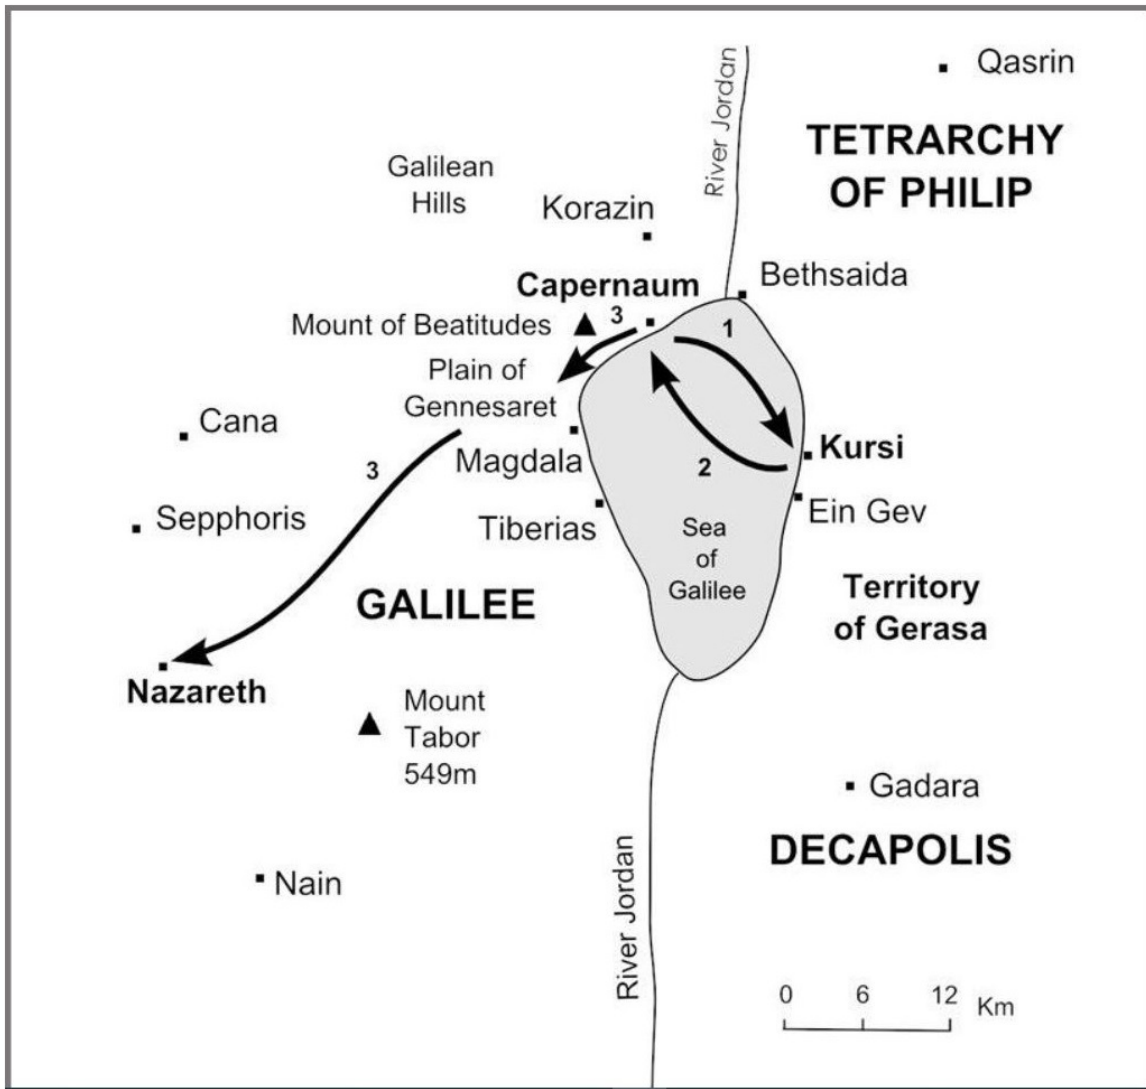 Qasrin
River Jordan
TETRARCHY
OF PHILIP
Galilean
Hills
Korazin
Bethsaida
Capernaum
3
1
Mount of Beatitudes
Plain of
Gennesaret
Cana
Magdala
Kursi
3
2
Sepphoris
Tiberias
Ein Gev
Sea
of
Galilee
GALILEE
Territory
of Gerasa
Nazareth
Mount
Tabor
549m
Gadara
DECAPOLIS
Nain
River Jordan
0 6 12 Km